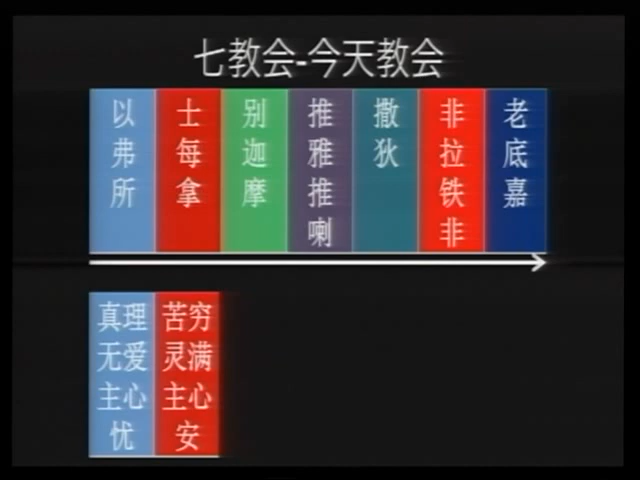 七教会-今天教会
以弗所
士每拿
别迦摩
推雅推喇
撒狄
非拉铁非
老底嘉
真理无爱主心忧
苦穷灵满主心安